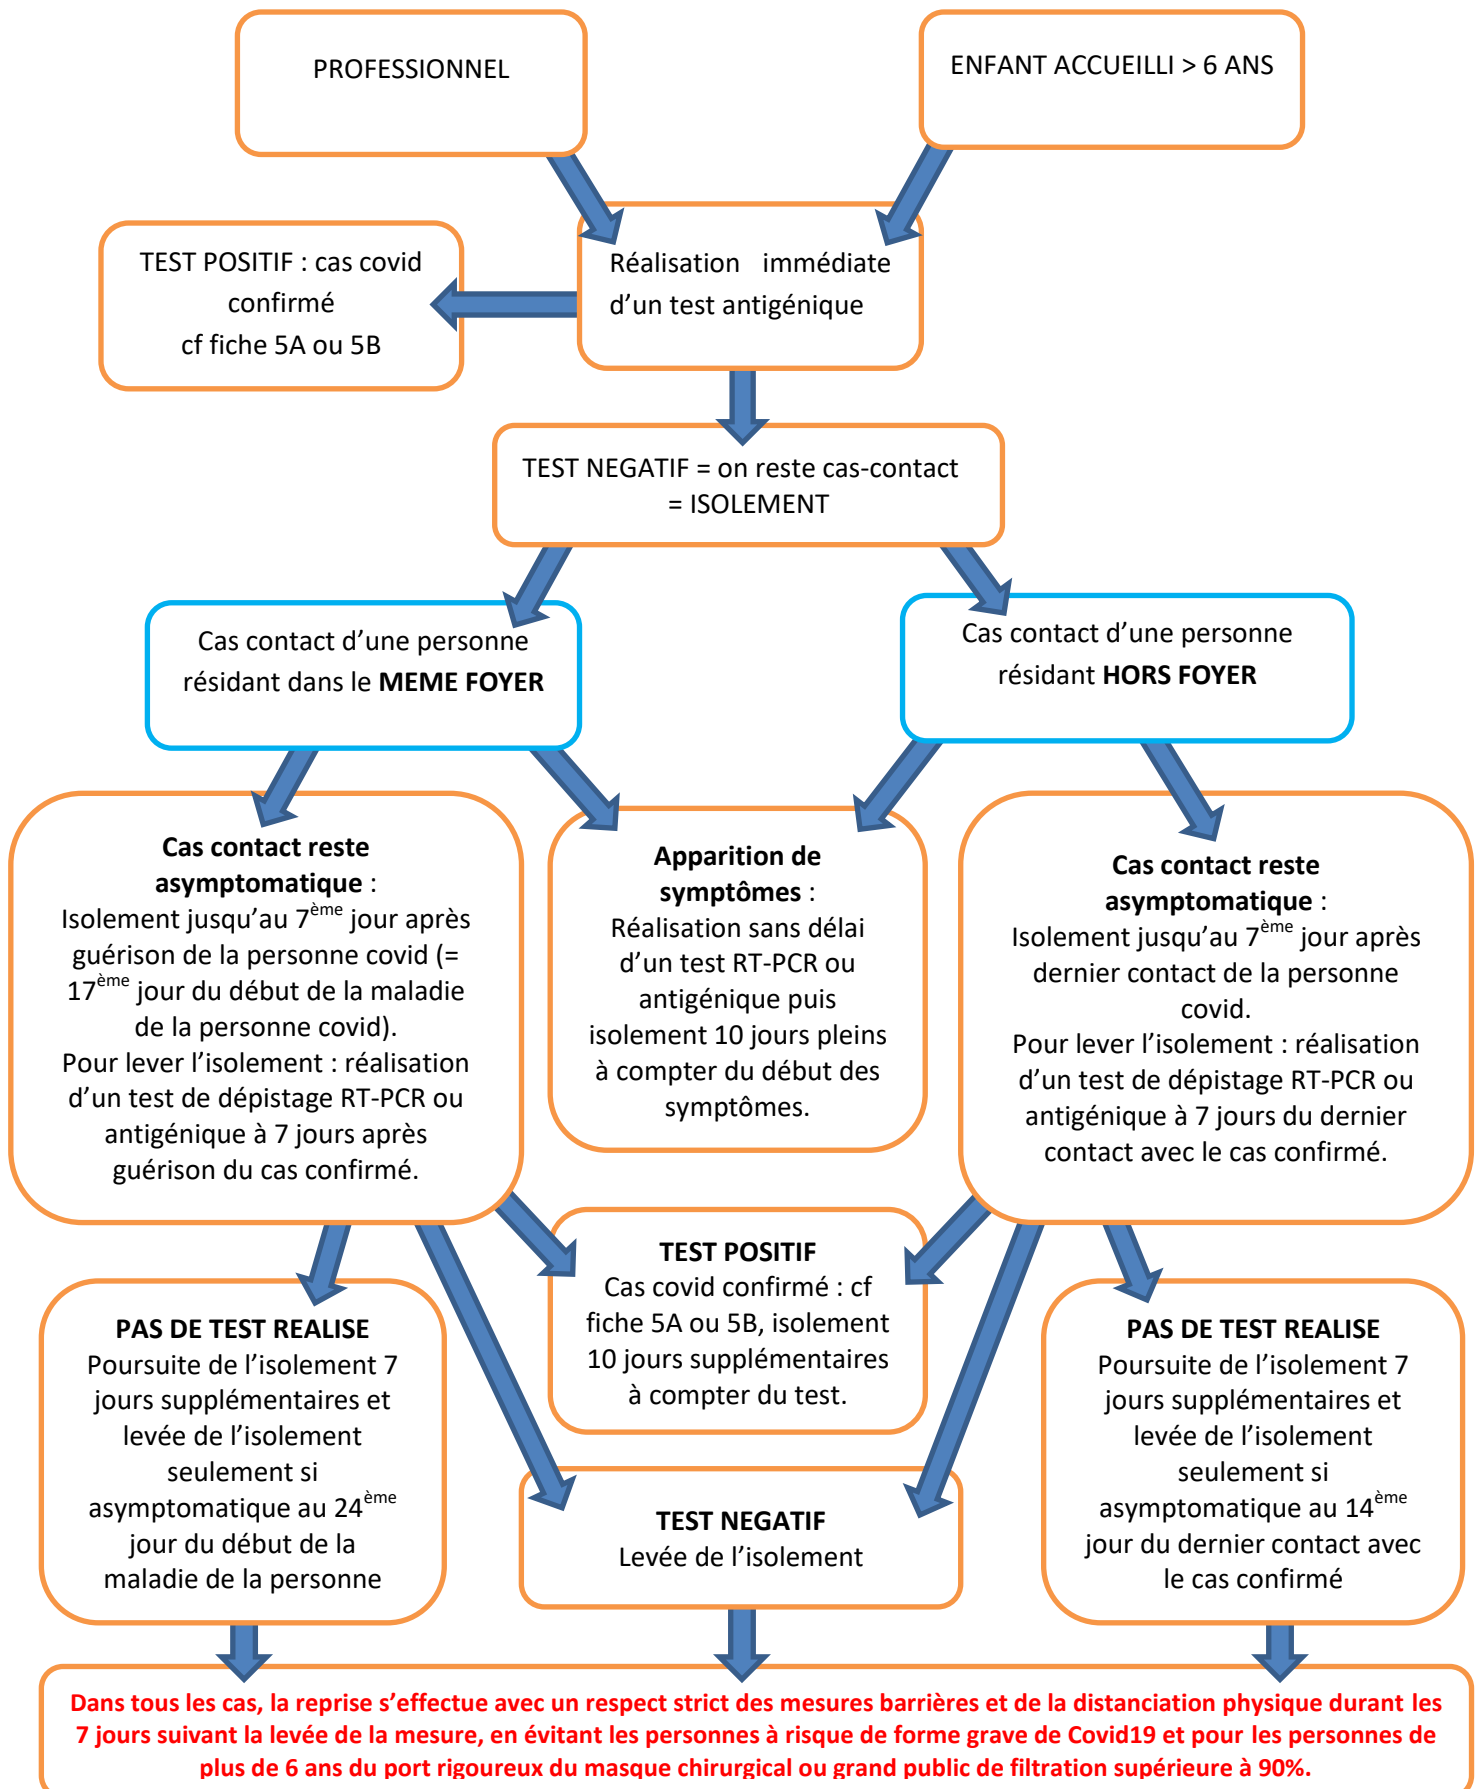 PROFESSIONNEL
ENFANT ACCUEILLI > 6 ANS
TEST POSITIF : cas covid
confirmé
cf fiche 5A ou 5B
Réalisation immédiate
d’un test antigénique
TEST NEGATIF = on reste cas-contact
= ISOLEMENT
Cas contact d’une personne
résidant dans le MEME FOYER
Cas contact d’une personne
résidant HORS FOYER
Cas contact reste
asymptomatique :
Isolement jusqu’au 7ème jour après
guérison de la personne covid (=
17ème jour du début de la maladie
de la personne covid).
Pour lever l’isolement : réalisation
d’un test de dépistage RT-PCR ou
antigénique à 7 jours après
guérison du cas confirmé.
Apparition de
symptômes :
Réalisation sans délai
d’un test RT-PCR ou
antigénique puis
isolement 10 jours pleins
à compter du début des
symptômes.
Cas contact reste
asymptomatique :
Isolement jusqu’au 7ème jour après
dernier contact de la personne
covid.
Pour lever l’isolement : réalisation
d’un test de dépistage RT-PCR ou
antigénique à 7 jours du dernier
contact avec le cas confirmé.
PAS DE TEST REALISE
Poursuite de l’isolement 7
jours supplémentaires et
levée de l’isolement
seulement si
asymptomatique au 24ème
jour du début de la
maladie de la personne
TEST POSITIF
Cas covid confirmé : cf
fiche 5A ou 5B, isolement
10 jours supplémentaires
à compter du test.
TEST NEGATIF
Levée de l’isolement
PAS DE TEST REALISE
Poursuite de l’isolement 7
jours supplémentaires et
levée de l’isolement
seulement si
asymptomatique au 14ème
jour du dernier contact avec
le cas confirmé
Dans tous les cas, la reprise s’effectue avec un respect strict des mesures barrières et de la distanciation physique durant les
7 jours suivant la levée de la mesure, en évitant les personnes à risque de forme grave de Covid19 et pour les personnes de
plus de 6 ans du port rigoureux du masque chirurgical ou grand public de filtration supérieure à 90%.